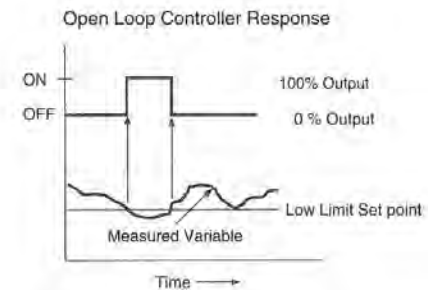 Open Loop Controller Response
ON
100% Output
OFF
0 % Output
Low Limit Set point
Measured Variable
Time